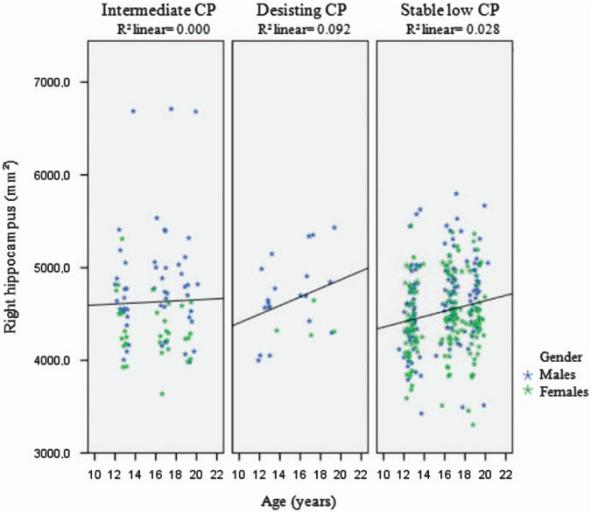 Intermediate CP Desisting CP Stable low CP
R² linear= 0.000 R² linear= 0.092 R² linear= 0.028
7000.0
6000.0
5000.0
4000.0
3000.0
Right hippocampus (mm²)
Gender
Males
Females
10 12 14 16 18 20 22 10 12 14 16 18 20 22 10 12 14 16 18 20 22
Age (years)